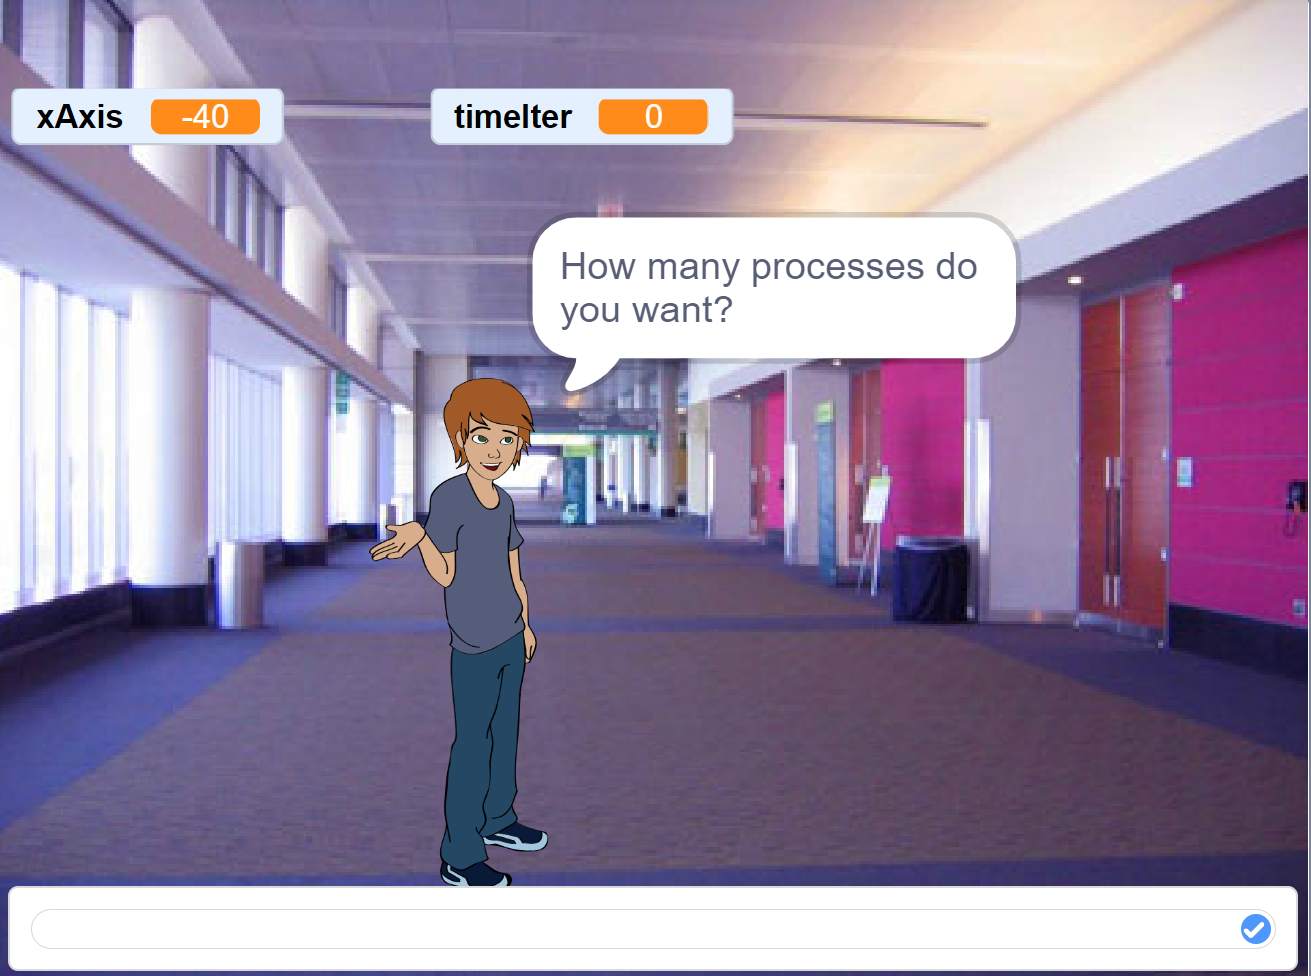 xAxis -40
timeIter 0
How many processes do
you want?